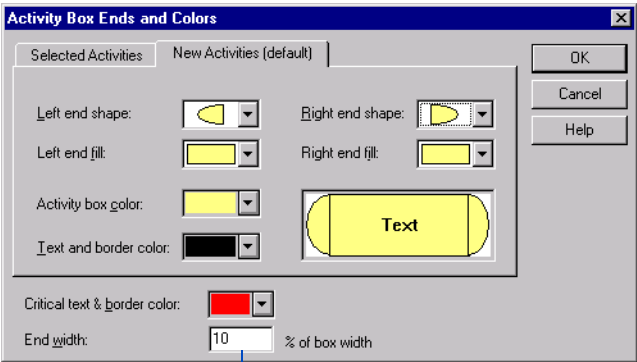 Activity Box Ends and Colors
Selected Activities
New Activities (default)
OK
Cancel
Help
Left end shape:
Right end shape:
Left end fill:
Right end fill:
Activity box color:
Text and border color:
Text
Critical text & border color:
End width:
10
% of box width